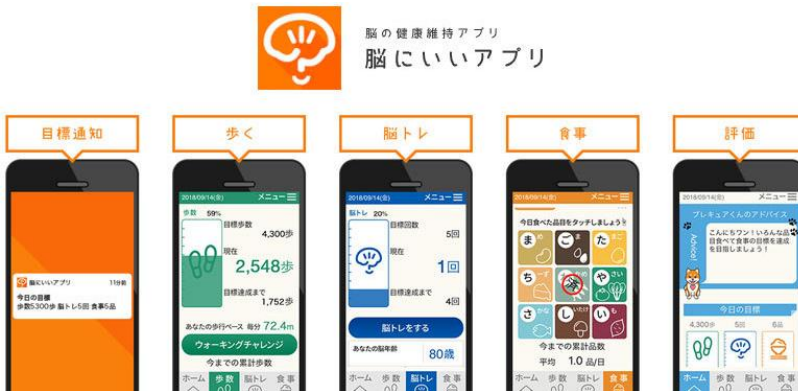 脳の健康維持アプリ
脳にいいアプリ
目標通知
歩く
脳トレ
食事
評価
脳にいいアプリ 11分前
今日の目標
歩数5300歩 脳トレ5回 食事5品
2018/09/14(金) メニュー
歩数 59%
目標歩数
4,300歩
現在
2,548歩
目標達成まで
1,752歩
あなたの歩行ペース 毎分 72.4m
ウォーキングチャレンジ
今までの累計歩数
ホーム 歩数 脳トレ 食事
2018/09/14(金) メニュー
脳トレ 20%
目標回数
5回
現在
1回
目標達成まで
4回
脳トレをする
あなたの脳年齢
80歳
ホーム 歩数 脳トレ 食事
2018/09/14(金) メニュー
今日食べた品目をタッチしましょう
ま ご た
ち や
さ し い
今までの累計品数
平均 1.0 品/日
ホーム 歩数 脳トレ 食事
2018/09/14(金) メニュー
プレキュアくんのアドバイス
Advice!
こんにちワン！いろんな品
目食べて食事の目標を達成
を目指しましょう！
今日の目標
4,300歩 5回 6品
ホーム 歩数 脳トレ 食事